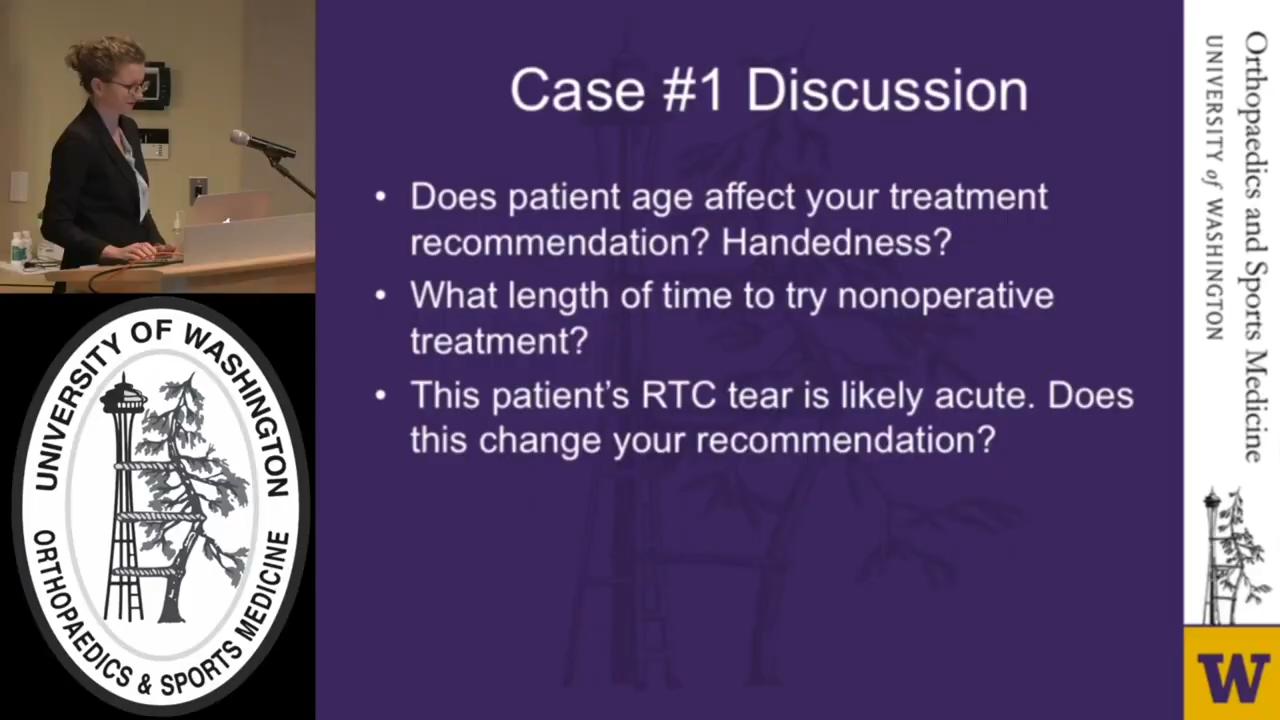 Case #1 Discussion
• Does patient age affect your treatment
recommendation? Handedness?
• What length of time to try nonoperative
treatment?
• This patient’s RTC tear is likely acute. Does
this change your recommendation?
UNIVERSITY OF WASHINGTON
ORTHOPAEDICS & SPORTS MEDICINE
Orthopaedics and Sports Medicine
UNIVERSITY of WASHINGTON
W